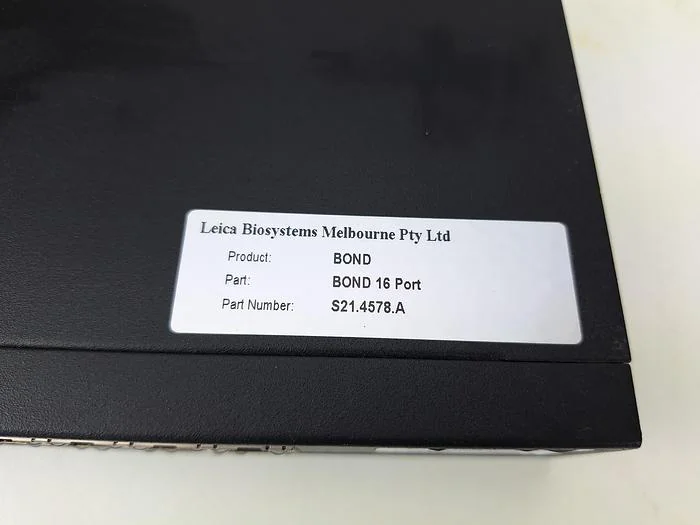 Leica Biosystems Melbourne Pty Ltd
Product: BOND
Part: BOND 16 Port
Part Number: S21.4578.A